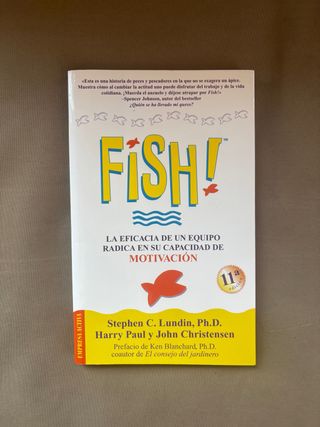 «Esta es una historia de peces y pescadores en la que no se exagera un ápice.
Muestra cómo al cambiar la actitud uno puede disfrutar del trabajo y de la vida
cotidiana. ¡Muerda el anzuelo y déjese atrapar por Fish!»
-Spencer Johnson, autor del bestseller
¿Quién se ha llevado mi queso?
FiSH!™
LA EFICACIA DE UN EQUIPO
RADICA EN SU CAPACIDAD DE
MOTIVACIÓN
11ª
edición
Stephen C. Lundin, Ph.D.
Harry Paul y John Christensen
Prefacio de Ken Blanchard, Ph.D.
coautor de El consejo del jardinero
EMPRESA ACTIVA